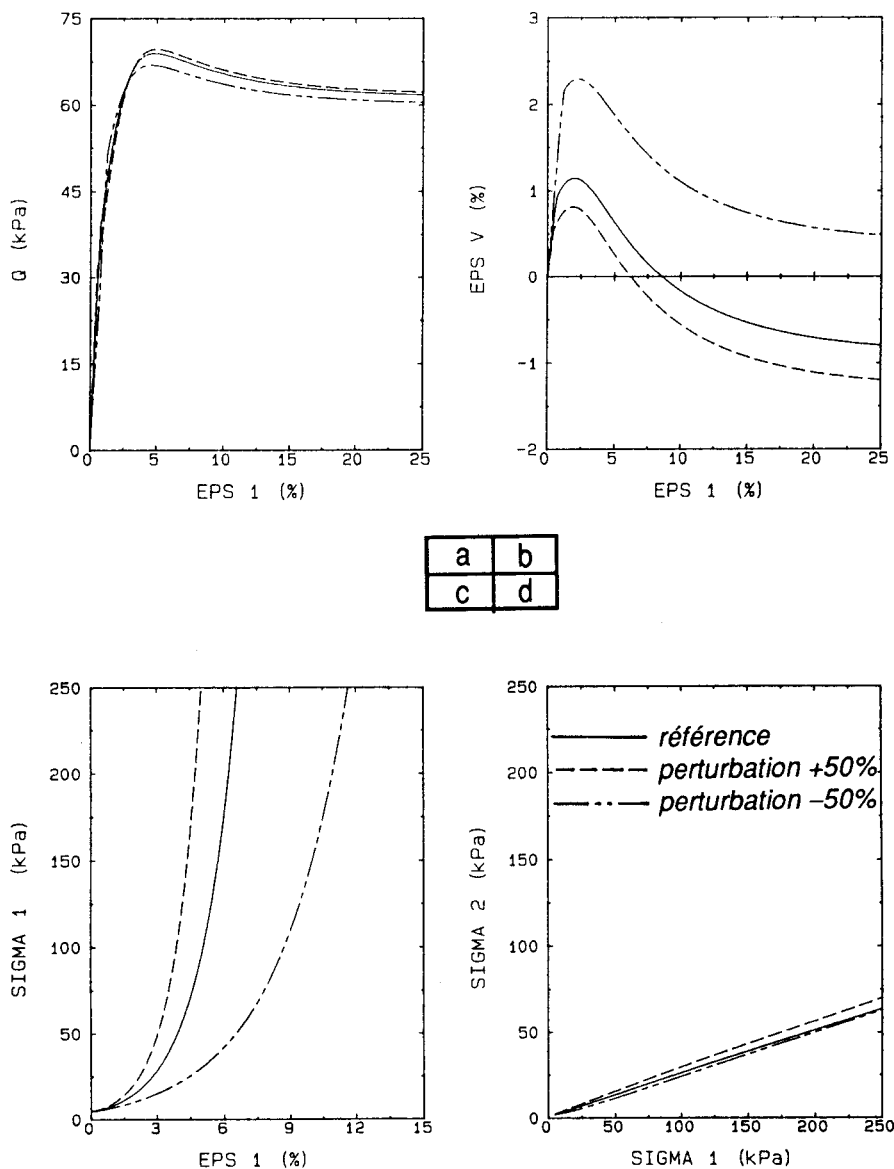 75
60
45
30
15
0
Q (kPa)
0 5 10 15 20 25
EPS 1 (%)
3
2
1
0
-1
-2
EPS V (%)
0 5 10 15 20 25
EPS 1 (%)
a b
c d
250
200
150
100
50
0
SIGMA 1 (kPa)
0 3 6 9 12 15
EPS 1 (%)
250
200
150
100
50
0
SIGMA 2 (kPa)
référence
perturbation +50%
perturbation –50%
0 50 100 150 200 250
SIGMA 1 (kPa)